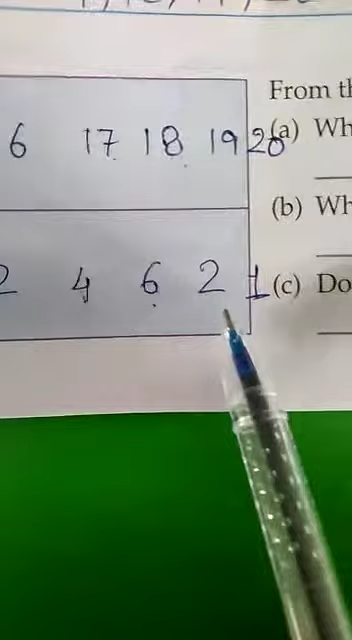 From th
6 17 18 19 20
(a) Wh
(b) Wh
2 4 6 2 1
(c) Do